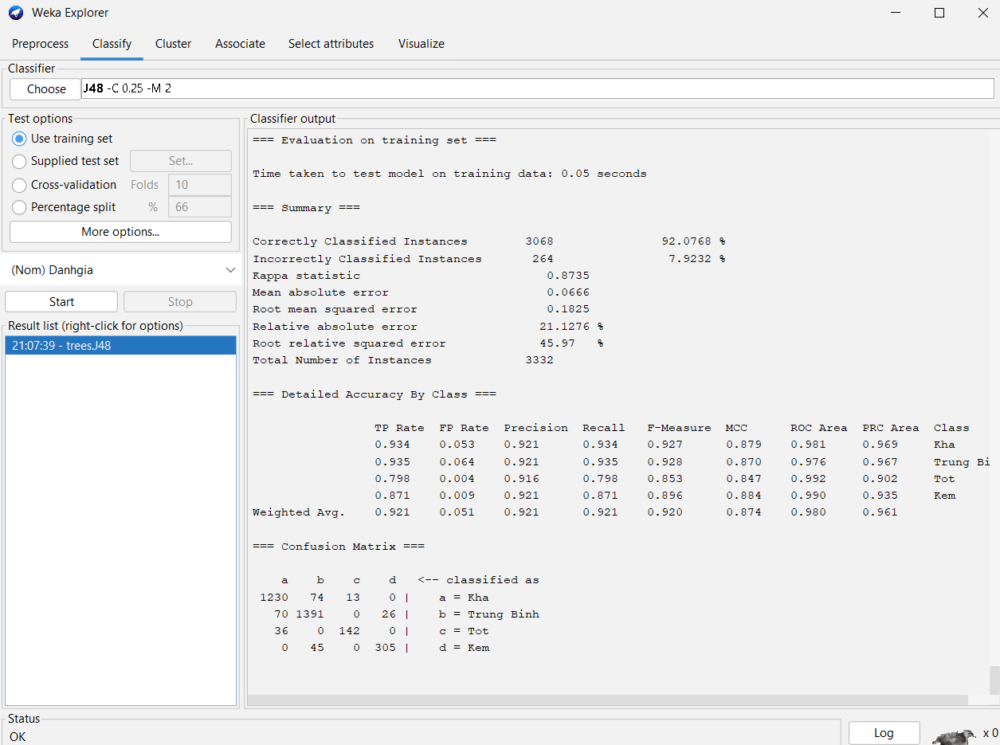 Weka Explorer
Preprocess Classify Cluster Associate Select attributes Visualize
Classifier
Choose J48 -C 0.25 -M 2
Test options
Use training set
Supplied test set Set...
Cross-validation Folds 10
Percentage split % 66
More options...
(Nom) Danhgia
Start Stop
Result list (right-click for options)
21:07:39 - trees.J48
Classifier output
=== Evaluation on training set ===
Time taken to test model on training data: 0.05 seconds
=== Summary ===
Correctly Classified Instances 3068 92.0768 %
Incorrectly Classified Instances 264 7.9232 %
Kappa statistic 0.8735
Mean absolute error 0.0666
Root mean squared error 0.1825
Relative absolute error 21.1276 %
Root relative squared error 45.97 %
Total Number of Instances 3332
=== Detailed Accuracy By Class ===
TP Rate FP Rate Precision Recall F-Measure MCC ROC Area PRC Area Class
0.934 0.053 0.921 0.934 0.927 0.879 0.981 0.969 Kha
0.935 0.064 0.921 0.935 0.928 0.870 0.976 0.967 Trung Bi
0.798 0.004 0.916 0.798 0.853 0.847 0.992 0.902 Tot
0.871 0.009 0.921 0.871 0.896 0.884 0.990 0.935 Kem
Weighted Avg. 0.921 0.051 0.921 0.921 0.920 0.874 0.980 0.961
=== Confusion Matrix ===
a b c d <-- classified as
1230 74 13 0 | a = Kha
70 1391 0 26 | b = Trung Binh
36 0 142 0 | c = Tot
0 45 0 305 | d = Kem
Status
OK
Log
x 0